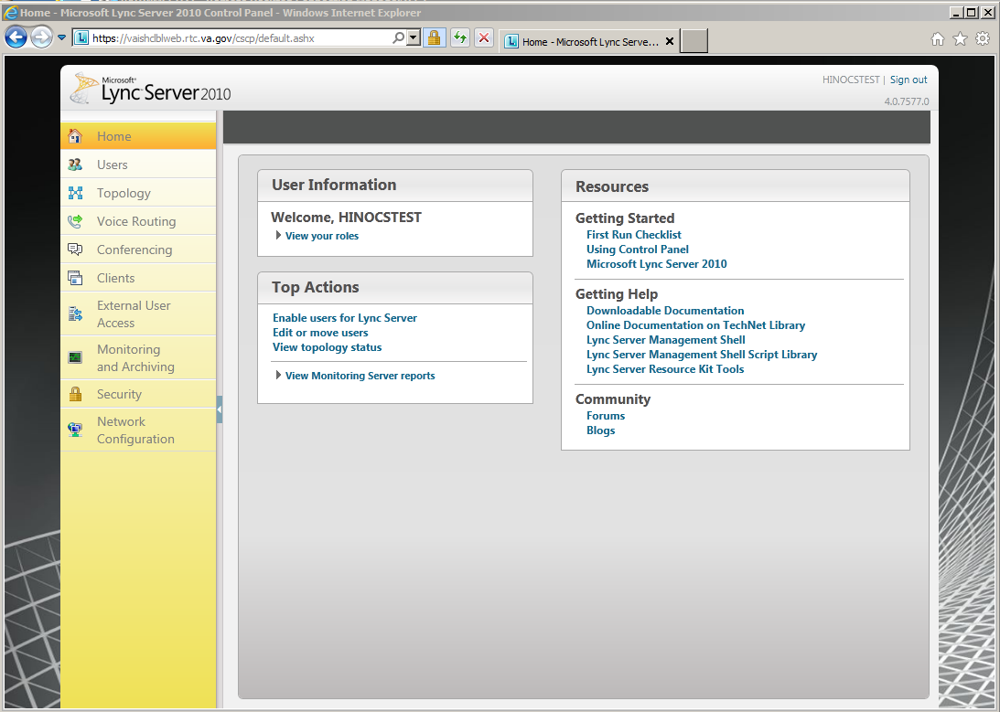 Home - Microsoft Lync Server 2010 Control Panel - Windows Internet Explorer
https://vaishdblweb.rtc.va.gov/cscp/default.ashx
Home - Microsoft Lync Serve...
Microsoft®
Lync Server 2010
HINOCSTEST | Sign out
4.0.7577.0
Home
Users
Topology
Voice Routing
Conferencing
Clients
External User
Access
Monitoring
and Archiving
Security
Network
Configuration
User Information
Welcome, HINOCSTEST
View your roles
Top Actions
Enable users for Lync Server
Edit or move users
View topology status
View Monitoring Server reports
Resources
Getting Started
First Run Checklist
Using Control Panel
Microsoft Lync Server 2010
Getting Help
Downloadable Documentation
Online Documentation on TechNet Library
Lync Server Management Shell
Lync Server Management Shell Script Library
Lync Server Resource Kit Tools
Community
Forums
Blogs